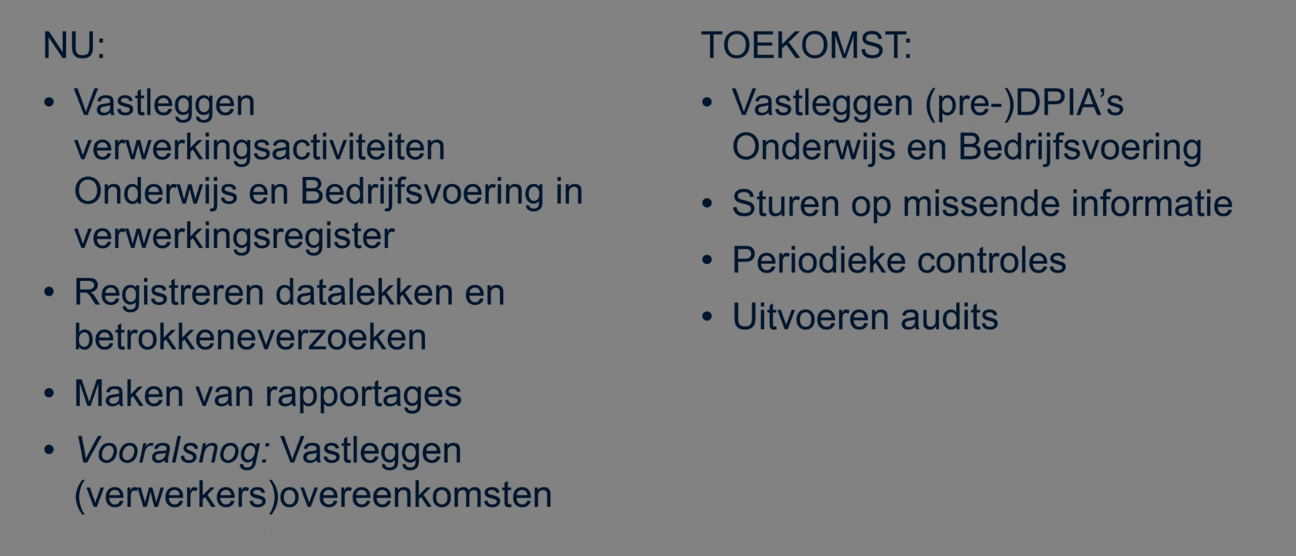 NU:
• Vastleggen
verwerkingsactiviteiten
Onderwijs en Bedrijfsvoering in
verwerkingsregister
• Registreren datalekken en
betrokkeneverzoeken
• Maken van rapportages
• Vooralsnog: Vastleggen
(verwerkers)overeenkomsten
TOEKOMST:
• Vastleggen (pre-)DPIA’s
Onderwijs en Bedrijfsvoering
• Sturen op missende informatie
• Periodieke controles
• Uitvoeren audits